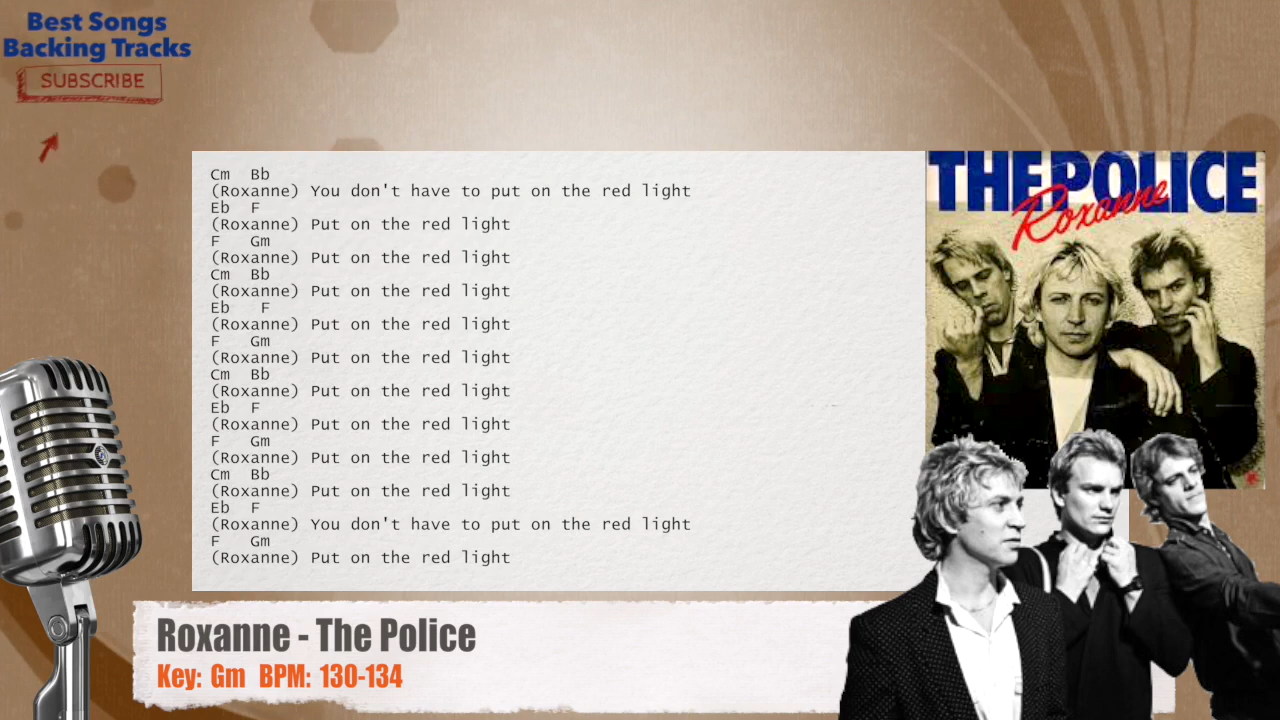 Best Songs
Backing Tracks
SUBSCRIBE
THE POLICE
Roxanne
Cm  Bb
(Roxanne) You don't have to put on the red light
Eb  F
(Roxanne) Put on the red light
F   Gm
(Roxanne) Put on the red light
Cm  Bb
(Roxanne) Put on the red light
Eb   F
(Roxanne) Put on the red light
F   Gm
(Roxanne) Put on the red light
Cm  Bb
(Roxanne) Put on the red light
Eb  F
(Roxanne) Put on the red light
F   Gm
(Roxanne) Put on the red light
Cm  Bb
(Roxanne) Put on the red light
Eb  F
(Roxanne) You don't have to put on the red light
F   Gm
(Roxanne) Put on the red light
Roxanne - The Police
Key: Gm  BPM: 130-134